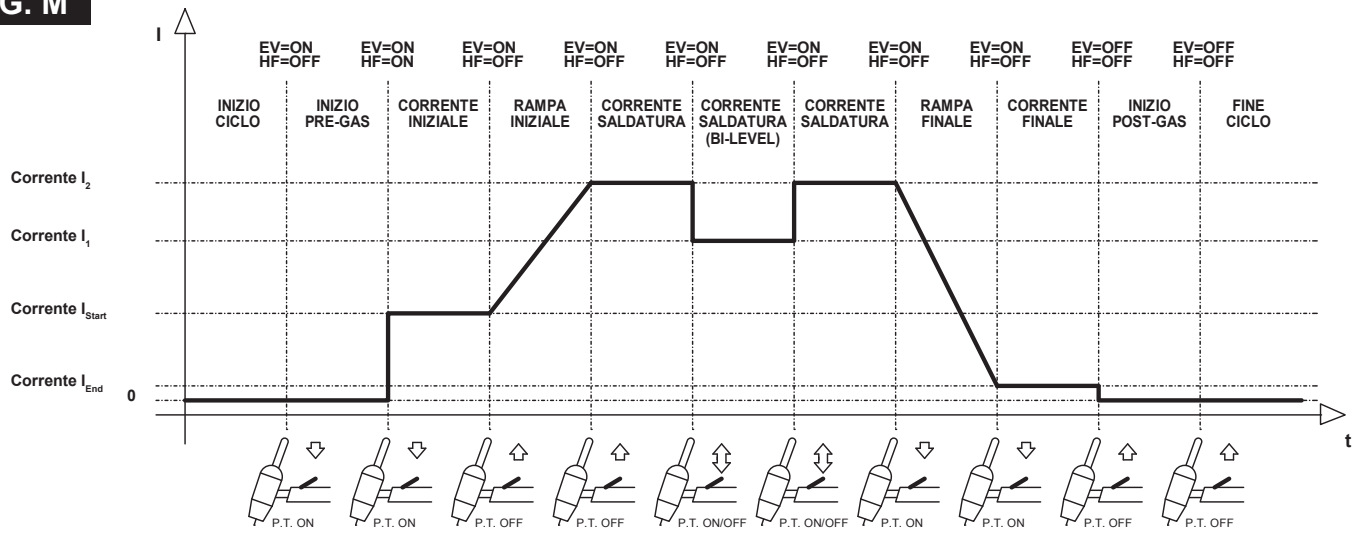 G. M
I
EV=ON EV=ON EV=ON EV=ON EV=ON EV=ON EV=ON EV=ON EV=OFF EV=OFF
HF=OFF HF=ON HF=OFF HF=OFF HF=OFF HF=OFF HF=OFF HF=OFF HF=OFF HF=OFF
INIZIO INIZIO CORRENTE RAMPA CORRENTE CORRENTE CORRENTE RAMPA CORRENTE INIZIO FINE
CICLO PRE-GAS INIZIALE INIZIALE SALDATURA SALDATURA SALDATURA FINALE FINALE POST-GAS CICLO
(BI-LEVEL)
Corrente I2
Corrente I1
Corrente IStart
Corrente IEnd
0
t
P.T. ON P.T. ON P.T. OFF P.T. OFF P.T. ON/OFF P.T. ON/OFF P.T. ON P.T. ON P.T. OFF P.T. OFF